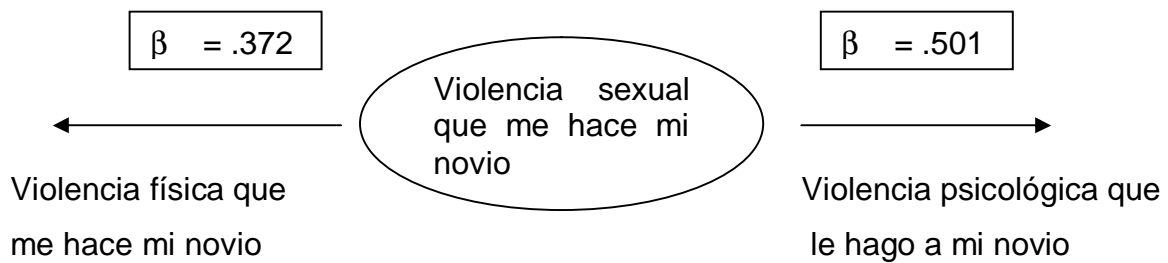 β = .372
β = .501
Violencia sexual
que me hace mi
novio
Violencia física que
me hace mi novio
Violencia psicológica que
le hago a mi novio